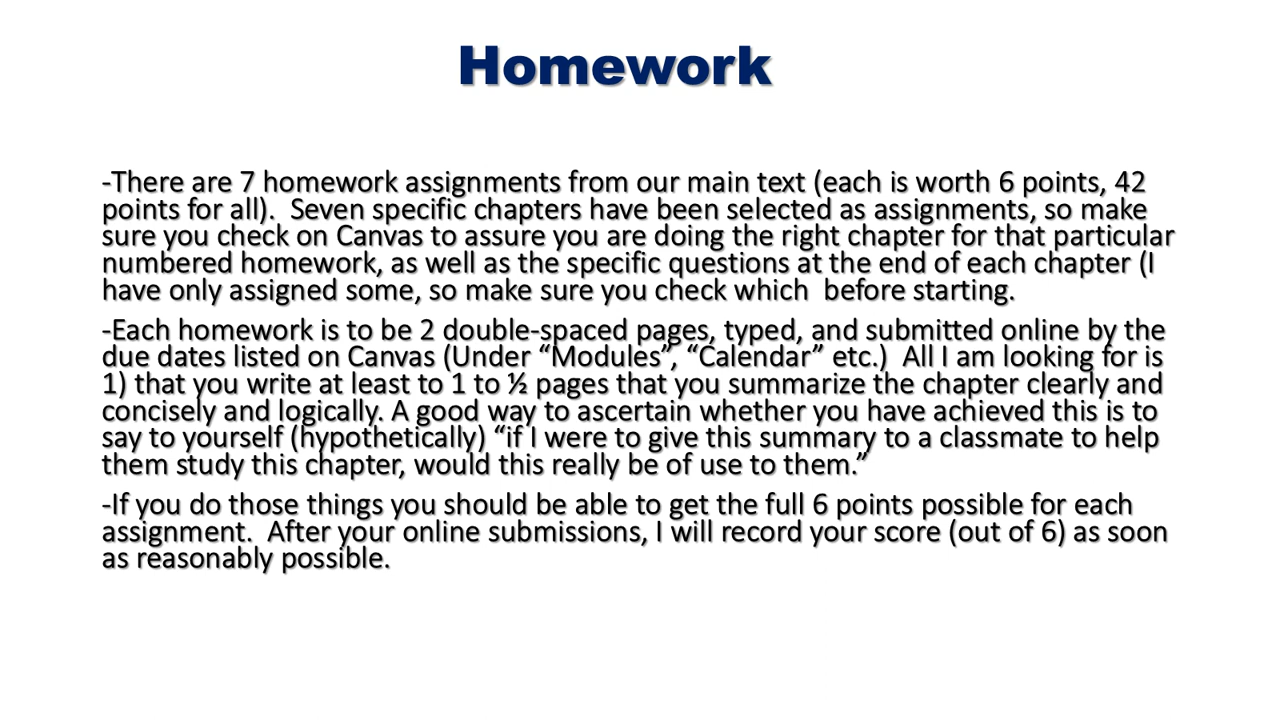 Homework
-There are 7 homework assignments from our main text (each is worth 6 points, 42
points for all).  Seven specific chapters have been selected as assignments, so make
sure you check on Canvas to assure you are doing the right chapter for that particular
numbered homework, as well as the specific questions at the end of each chapter (I
have only assigned some, so make sure you check which  before starting.
-Each homework is to be 2 double-spaced pages, typed, and submitted online by the
due dates listed on Canvas (Under “Modules”, “Calendar” etc.)  All I am looking for is
1) that you write at least to 1 to ½ pages that you summarize the chapter clearly and
concisely and logically. A good way to ascertain whether you have achieved this is to
say to yourself (hypothetically) “if I were to give this summary to a classmate to help
them study this chapter, would this really be of use to them.”
-If you do those things you should be able to get the full 6 points possible for each
assignment.  After your online submissions, I will record your score (out of 6) as soon
as reasonably possible.